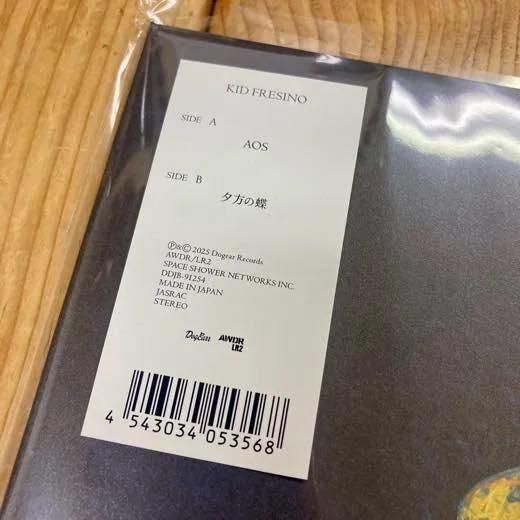 KID FRESINO
SIDE A
AOS
SIDE B
夕方の蝶
Ⓟ&© 2025 Dogear Records
AWDR/LR2
SPACE SHOWER NETWORKS INC.
DDJB-91254
MADE IN JAPAN
JASRAC
STEREO
DogEar AWDR
LR2
4 543034 053568